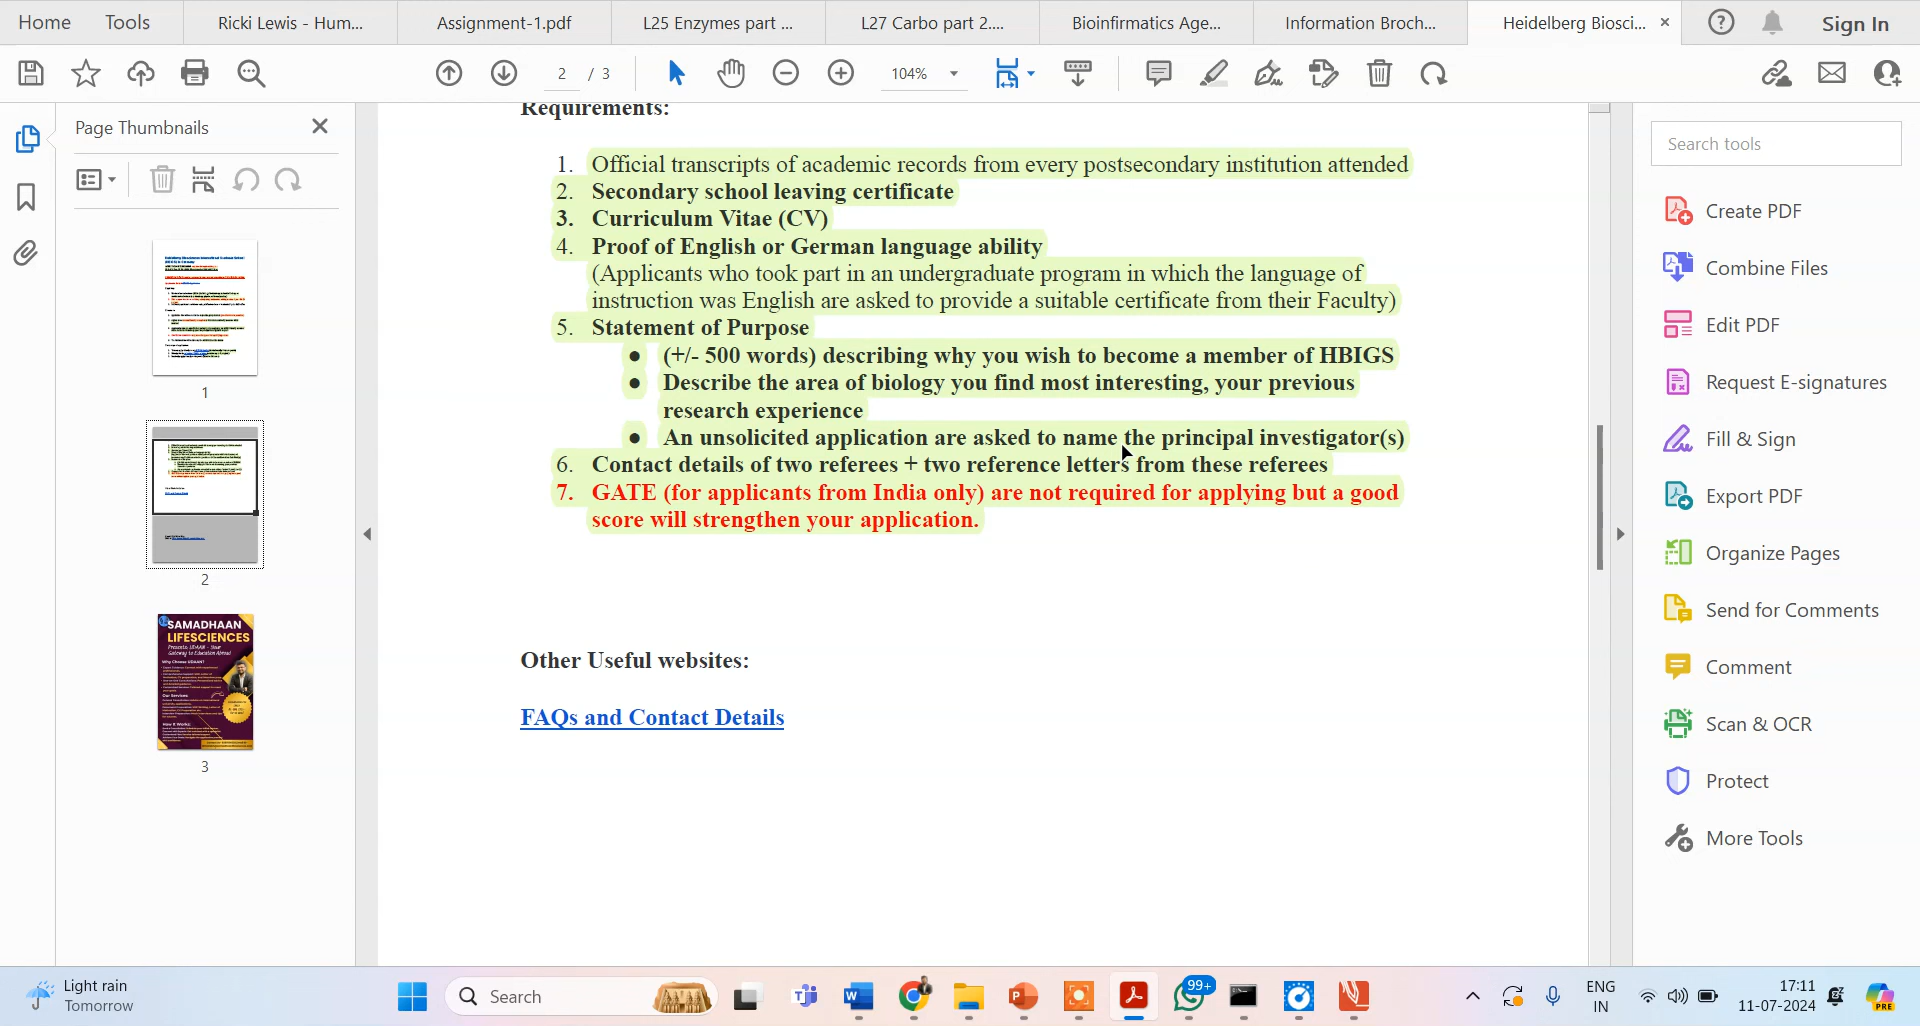 Home Tools Ricki Lewis - Hum... Assignment-1.pdf L25 Enzymes part ... L27 Carbo part 2.... Bioinfirmatics Age... Information Broch... Heidelberg Biosci... × Sign In
2 / 3 104%
Page Thumbnails
1
2
SAMADHAAN
LIFESCIENCES
Why Choose UDAAN?
Our Services
How It Works:
3
Requirements:
1. Official transcripts of academic records from every postsecondary institution attended
2. Secondary school leaving certificate
3. Curriculum Vitae (CV)
4. Proof of English or German language ability
(Applicants who took part in an undergraduate program in which the language of
instruction was English are asked to provide a suitable certificate from their Faculty)
5. Statement of Purpose
● (+/- 500 words) describing why you wish to become a member of HBIGS
● Describe the area of biology you find most interesting, your previous
research experience
● An unsolicited application are asked to name the principal investigator(s)
6. Contact details of two referees + two reference letters from these referees
7. GATE (for applicants from India only) are not required for applying but a good
score will strengthen your application.
Other Useful websites:
FAQs and Contact Details
Search tools
Create PDF
Combine Files
Edit PDF
Request E-signatures
Fill & Sign
Export PDF
Organize Pages
Send for Comments
Comment
Scan & OCR
Protect
More Tools
Light rain
Tomorrow
Search
99+
ENG
IN
17:11
11-07-2024
PRE